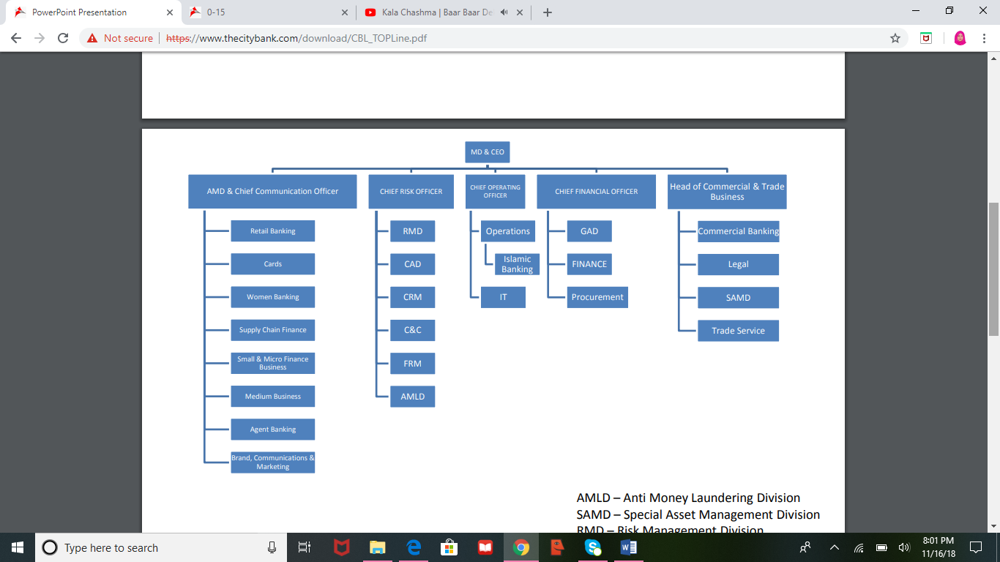 PowerPoint Presentation
0-15
Kala Chashma | Baar Baar De
Not secure
https://www.thecitybank.com/download/CBL_TOPLine.pdf
MD & CEO
AMD & Chief Communication Officer
CHIEF RISK OFFICER
CHIEF OPERATING
OFFICER
CHIEF FINANCIAL OFFICER
Head of Commercial & Trade
Business
Retail Banking
Cards
Women Banking
Supply Chain Finance
Small & Micro Finance
Business
Medium Business
Agent Banking
Brand, Communications &
Marketing
RMD
CAD
CRM
C&C
FRM
AMLD
Operations
Islamic
Banking
IT
GAD
FINANCE
Procurement
Commercial Banking
Legal
SAMD
Trade Service
AMLD – Anti Money Laundering Division
SAMD – Special Asset Management Division
RMD – Risk Management Division
Type here to search
8:01 PM
11/16/18